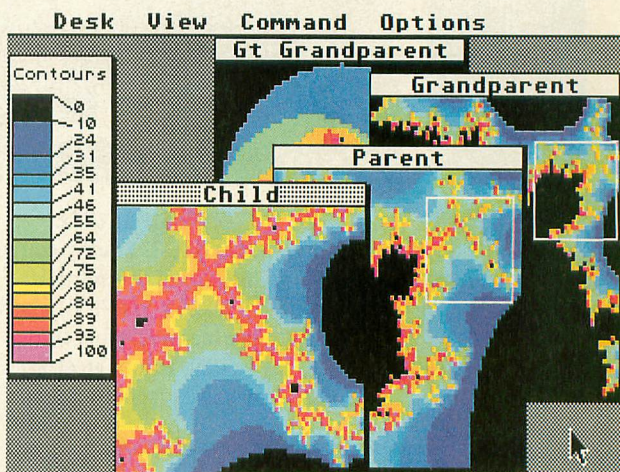 Desk View Command Options
Gt Grandparent
Contours
Grandparent
0
10
24
31
35
41
46
55
64
72
75
80
84
89
93
100
Parent
Child